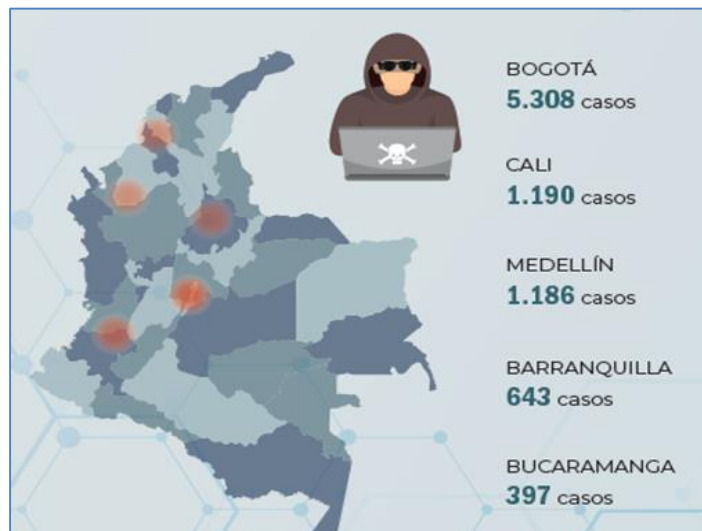 BOGOTÁ
5.308 casos
CALI
1.190 casos
MEDELLÍN
1.186 casos
BARRANQUILLA
643 casos
BUCARAMANGA
397 casos